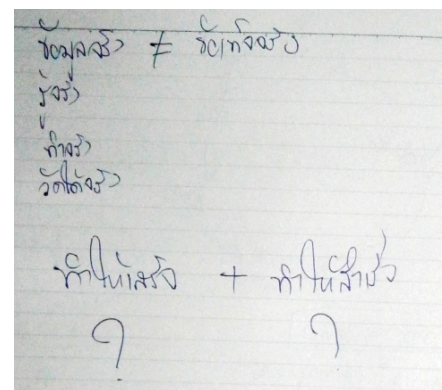 ข้อมูลจริง ≠ ข้อเท็จจริง
รู้จริง
ทำจริง
วัดได้จริง
ทำให้เสร็จ + ทำให้สำเร็จ
? ?